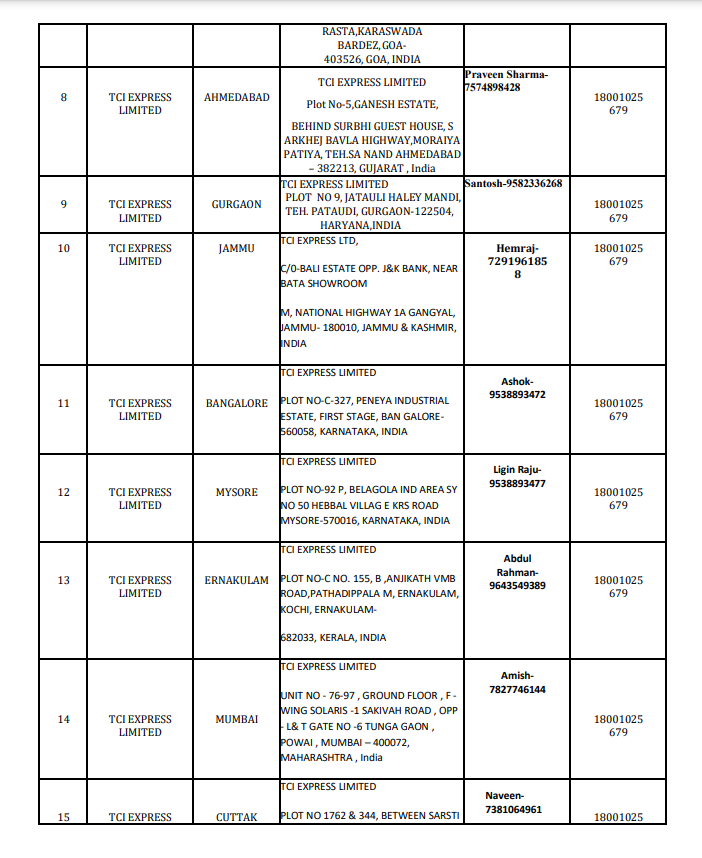 RASTA,KARASWADA
BARDEZ,GOA-
403526, GOA, INDIA
8
TCI EXPRESS
LIMITED
AHMEDABAD
TCI EXPRESS LIMITED
Plot No-5,GANESH ESTATE,
BEHIND SURBHI GUEST HOUSE, S
ARKHEJ BAVLA HIGHWAY,MORAIYA
PATIYA, TEH.SA NAND AHMEDABAD
– 382213, GUJARAT , India
Praveen Sharma-
7574898428
18001025
679
9
TCI EXPRESS
LIMITED
GURGAON
TCI EXPRESS LIMITED
PLOT NO 9, JATAULI HALEY MANDI,
TEH. PATAUDI, GURGAON-122504,
HARYANA,INDIA
Santosh-9582336268
18001025
679
10
TCI EXPRESS
LIMITED
JAMMU
TCI EXPRESS LTD,
C/0-BALI ESTATE OPP. J&K BANK, NEAR
BATA SHOWROOM
M, NATIONAL HIGHWAY 1A GANGYAL,
JAMMU- 180010, JAMMU & KASHMIR,
INDIA
Hemraj-
729196185
8
18001025
679
11
TCI EXPRESS
LIMITED
BANGALORE
TCI EXPRESS LIMITED
PLOT NO-C-327, PENEYA INDUSTRIAL
ESTATE, FIRST STAGE, BAN GALORE-
560058, KARNATAKA, INDIA
Ashok-
9538893472
18001025
679
12
TCI EXPRESS
LIMITED
MYSORE
TCI EXPRESS LIMITED
PLOT NO-92 P, BELAGOLA IND AREA SY
NO 50 HEBBAL VILLAG E KRS ROAD
MYSORE-570016, KARNATAKA, INDIA
Ligin Raju-
9538893477
18001025
679
13
TCI EXPRESS
LIMITED
ERNAKULAM
TCI EXPRESS LIMITED
PLOT NO-C NO. 155, B ,ANJIKATH VMB
ROAD,PATHADIPPALA M, ERNAKULAM,
KOCHI, ERNAKULAM-
682033, KERALA, INDIA
Abdul
Rahman-
9643549389
18001025
679
14
TCI EXPRESS
LIMITED
MUMBAI
TCI EXPRESS LIMITED
UNIT NO - 76-97 , GROUND FLOOR , F -
WING SOLARIS -1 SAKIVAH ROAD , OPP
- L& T GATE NO -6 TUNGA GAON ,
POWAI , MUMBAI – 400072,
MAHARASHTRA , India
Amish-
7827746144
18001025
679
15
TCI EXPRESS
CUTTAK
TCI EXPRESS LIMITED
PLOT NO 1762 & 344, BETWEEN SARSTI
Naveen-
7381064961
18001025